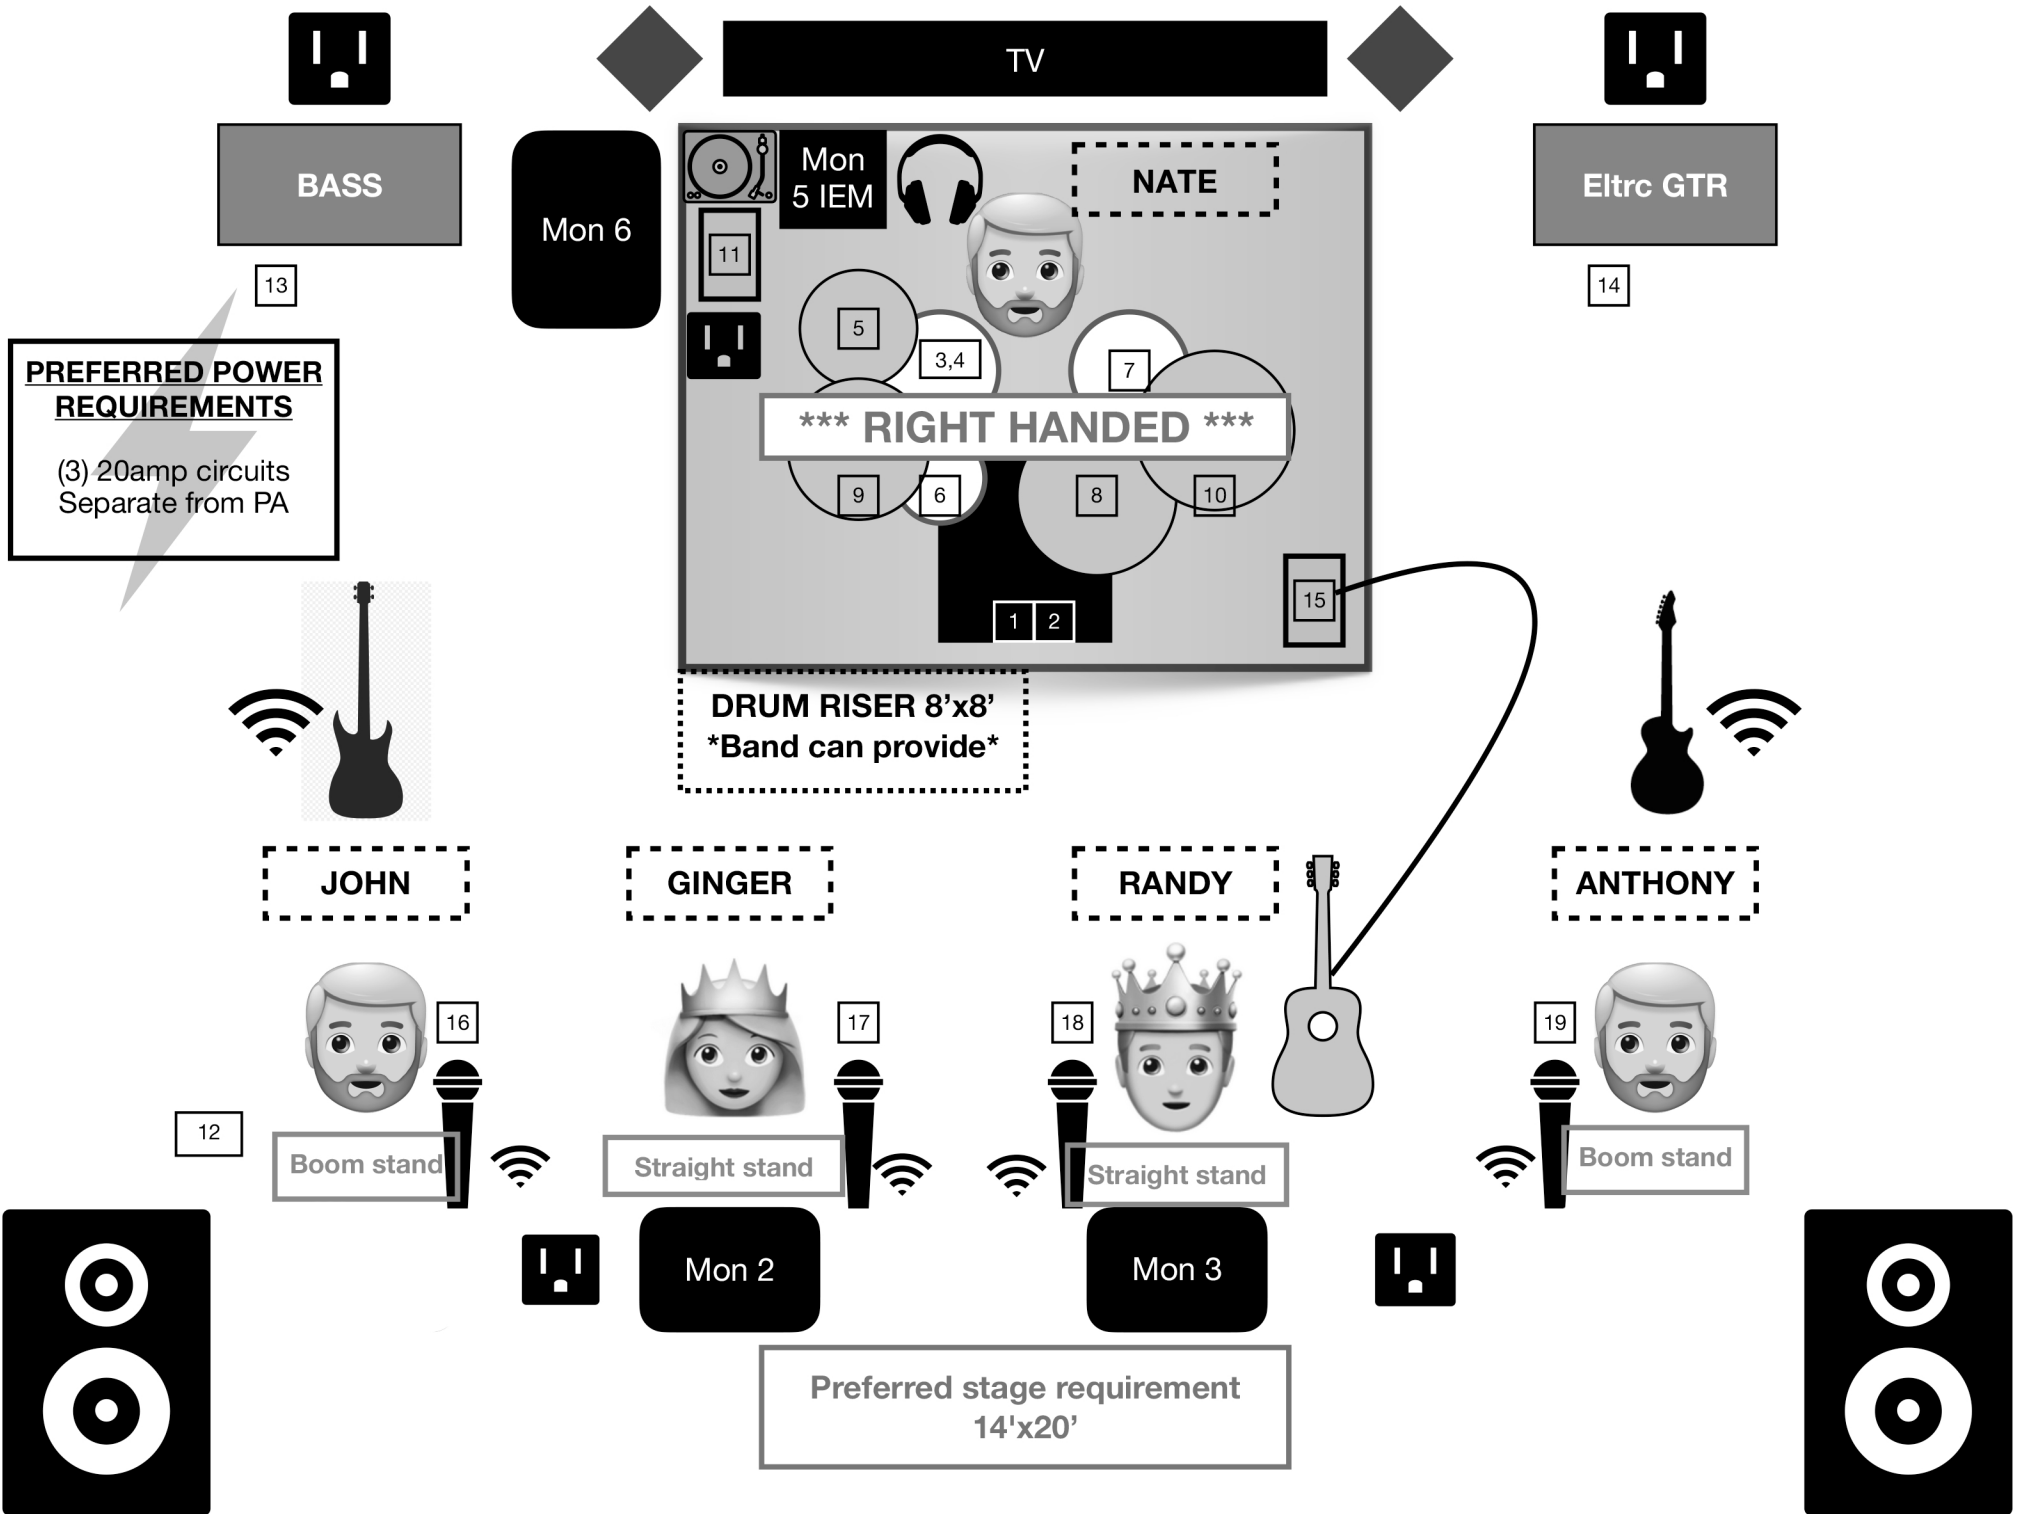 TV
BASS
Mon 6
Mon
5 IEM
NATE
Eltrc GTR
11
13
14
5
3,4
7
PREFERRED POWER
REQUIREMENTS
(3) 20amp circuits
Separate from PA
*** RIGHT HANDED ***
9
6
8
10
15
1
2
DRUM RISER 8’x8’
*Band can provide*
JOHN
GINGER
RANDY
ANTHONY
16
17
18
19
12
Boom stand
Straight stand
Straight stand
Boom stand
Mon 2
Mon 3
Preferred stage requirement
14'x20’